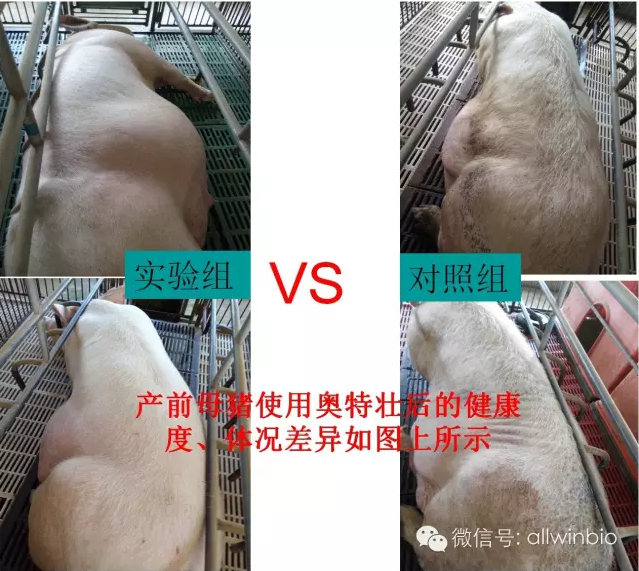 实验组
VS
对照组
产前母猪使用奥特壮后的健康
度、体况差异如图上所示
微信号: allwinbio